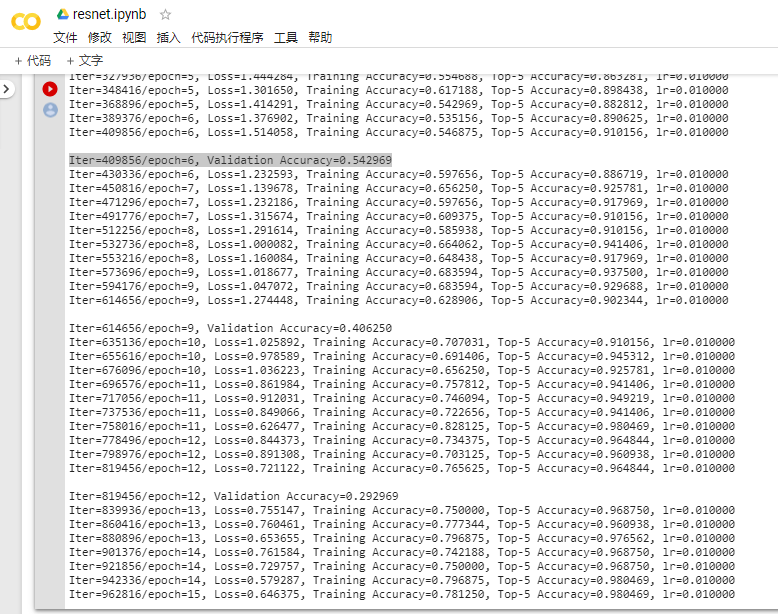 resnet.ipynb
文件 修改 视图 插入 代码执行程序 工具 帮助
+ 代码 + 文字
Iter=327936/epoch=5, Loss=1.444284, Training Accuracy=0.554688, Top-5 Accuracy=0.863281, lr=0.010000
Iter=348416/epoch=5, Loss=1.301650, Training Accuracy=0.617188, Top-5 Accuracy=0.898438, lr=0.010000
Iter=368896/epoch=5, Loss=1.414291, Training Accuracy=0.542969, Top-5 Accuracy=0.882812, lr=0.010000
Iter=389376/epoch=6, Loss=1.376902, Training Accuracy=0.535156, Top-5 Accuracy=0.890625, lr=0.010000
Iter=409856/epoch=6, Loss=1.514058, Training Accuracy=0.546875, Top-5 Accuracy=0.910156, lr=0.010000
Iter=409856/epoch=6, Validation Accuracy=0.542969
Iter=430336/epoch=6, Loss=1.232593, Training Accuracy=0.597656, Top-5 Accuracy=0.886719, lr=0.010000
Iter=450816/epoch=7, Loss=1.139678, Training Accuracy=0.656250, Top-5 Accuracy=0.925781, lr=0.010000
Iter=471296/epoch=7, Loss=1.232186, Training Accuracy=0.597656, Top-5 Accuracy=0.917969, lr=0.010000
Iter=491776/epoch=7, Loss=1.315674, Training Accuracy=0.609375, Top-5 Accuracy=0.910156, lr=0.010000
Iter=512256/epoch=8, Loss=1.291614, Training Accuracy=0.585938, Top-5 Accuracy=0.910156, lr=0.010000
Iter=532736/epoch=8, Loss=1.000082, Training Accuracy=0.664062, Top-5 Accuracy=0.941406, lr=0.010000
Iter=553216/epoch=8, Loss=1.160084, Training Accuracy=0.648438, Top-5 Accuracy=0.917969, lr=0.010000
Iter=573696/epoch=9, Loss=1.018677, Training Accuracy=0.683594, Top-5 Accuracy=0.937500, lr=0.010000
Iter=594176/epoch=9, Loss=1.047072, Training Accuracy=0.683594, Top-5 Accuracy=0.929688, lr=0.010000
Iter=614656/epoch=9, Loss=1.274448, Training Accuracy=0.628906, Top-5 Accuracy=0.902344, lr=0.010000
Iter=614656/epoch=9, Validation Accuracy=0.406250
Iter=635136/epoch=10, Loss=1.025892, Training Accuracy=0.707031, Top-5 Accuracy=0.910156, lr=0.010000
Iter=655616/epoch=10, Loss=0.978589, Training Accuracy=0.691406, Top-5 Accuracy=0.945312, lr=0.010000
Iter=676096/epoch=10, Loss=1.036223, Training Accuracy=0.656250, Top-5 Accuracy=0.925781, lr=0.010000
Iter=696576/epoch=11, Loss=0.861984, Training Accuracy=0.757812, Top-5 Accuracy=0.941406, lr=0.010000
Iter=717056/epoch=11, Loss=0.912031, Training Accuracy=0.746094, Top-5 Accuracy=0.949219, lr=0.010000
Iter=737536/epoch=11, Loss=0.849066, Training Accuracy=0.722656, Top-5 Accuracy=0.941406, lr=0.010000
Iter=758016/epoch=11, Loss=0.626477, Training Accuracy=0.828125, Top-5 Accuracy=0.980469, lr=0.010000
Iter=778496/epoch=12, Loss=0.844373, Training Accuracy=0.734375, Top-5 Accuracy=0.964844, lr=0.010000
Iter=798976/epoch=12, Loss=0.891308, Training Accuracy=0.703125, Top-5 Accuracy=0.960938, lr=0.010000
Iter=819456/epoch=12, Loss=0.721122, Training Accuracy=0.765625, Top-5 Accuracy=0.964844, lr=0.010000
Iter=819456/epoch=12, Validation Accuracy=0.292969
Iter=839936/epoch=13, Loss=0.755147, Training Accuracy=0.750000, Top-5 Accuracy=0.968750, lr=0.010000
Iter=860416/epoch=13, Loss=0.760461, Training Accuracy=0.777344, Top-5 Accuracy=0.960938, lr=0.010000
Iter=880896/epoch=13, Loss=0.653655, Training Accuracy=0.796875, Top-5 Accuracy=0.976562, lr=0.010000
Iter=901376/epoch=14, Loss=0.761584, Training Accuracy=0.742188, Top-5 Accuracy=0.968750, lr=0.010000
Iter=921856/epoch=14, Loss=0.729757, Training Accuracy=0.750000, Top-5 Accuracy=0.968750, lr=0.010000
Iter=942336/epoch=14, Loss=0.579287, Training Accuracy=0.796875, Top-5 Accuracy=0.980469, lr=0.010000
Iter=962816/epoch=15, Loss=0.646375, Training Accuracy=0.781250, Top-5 Accuracy=0.980469, lr=0.010000